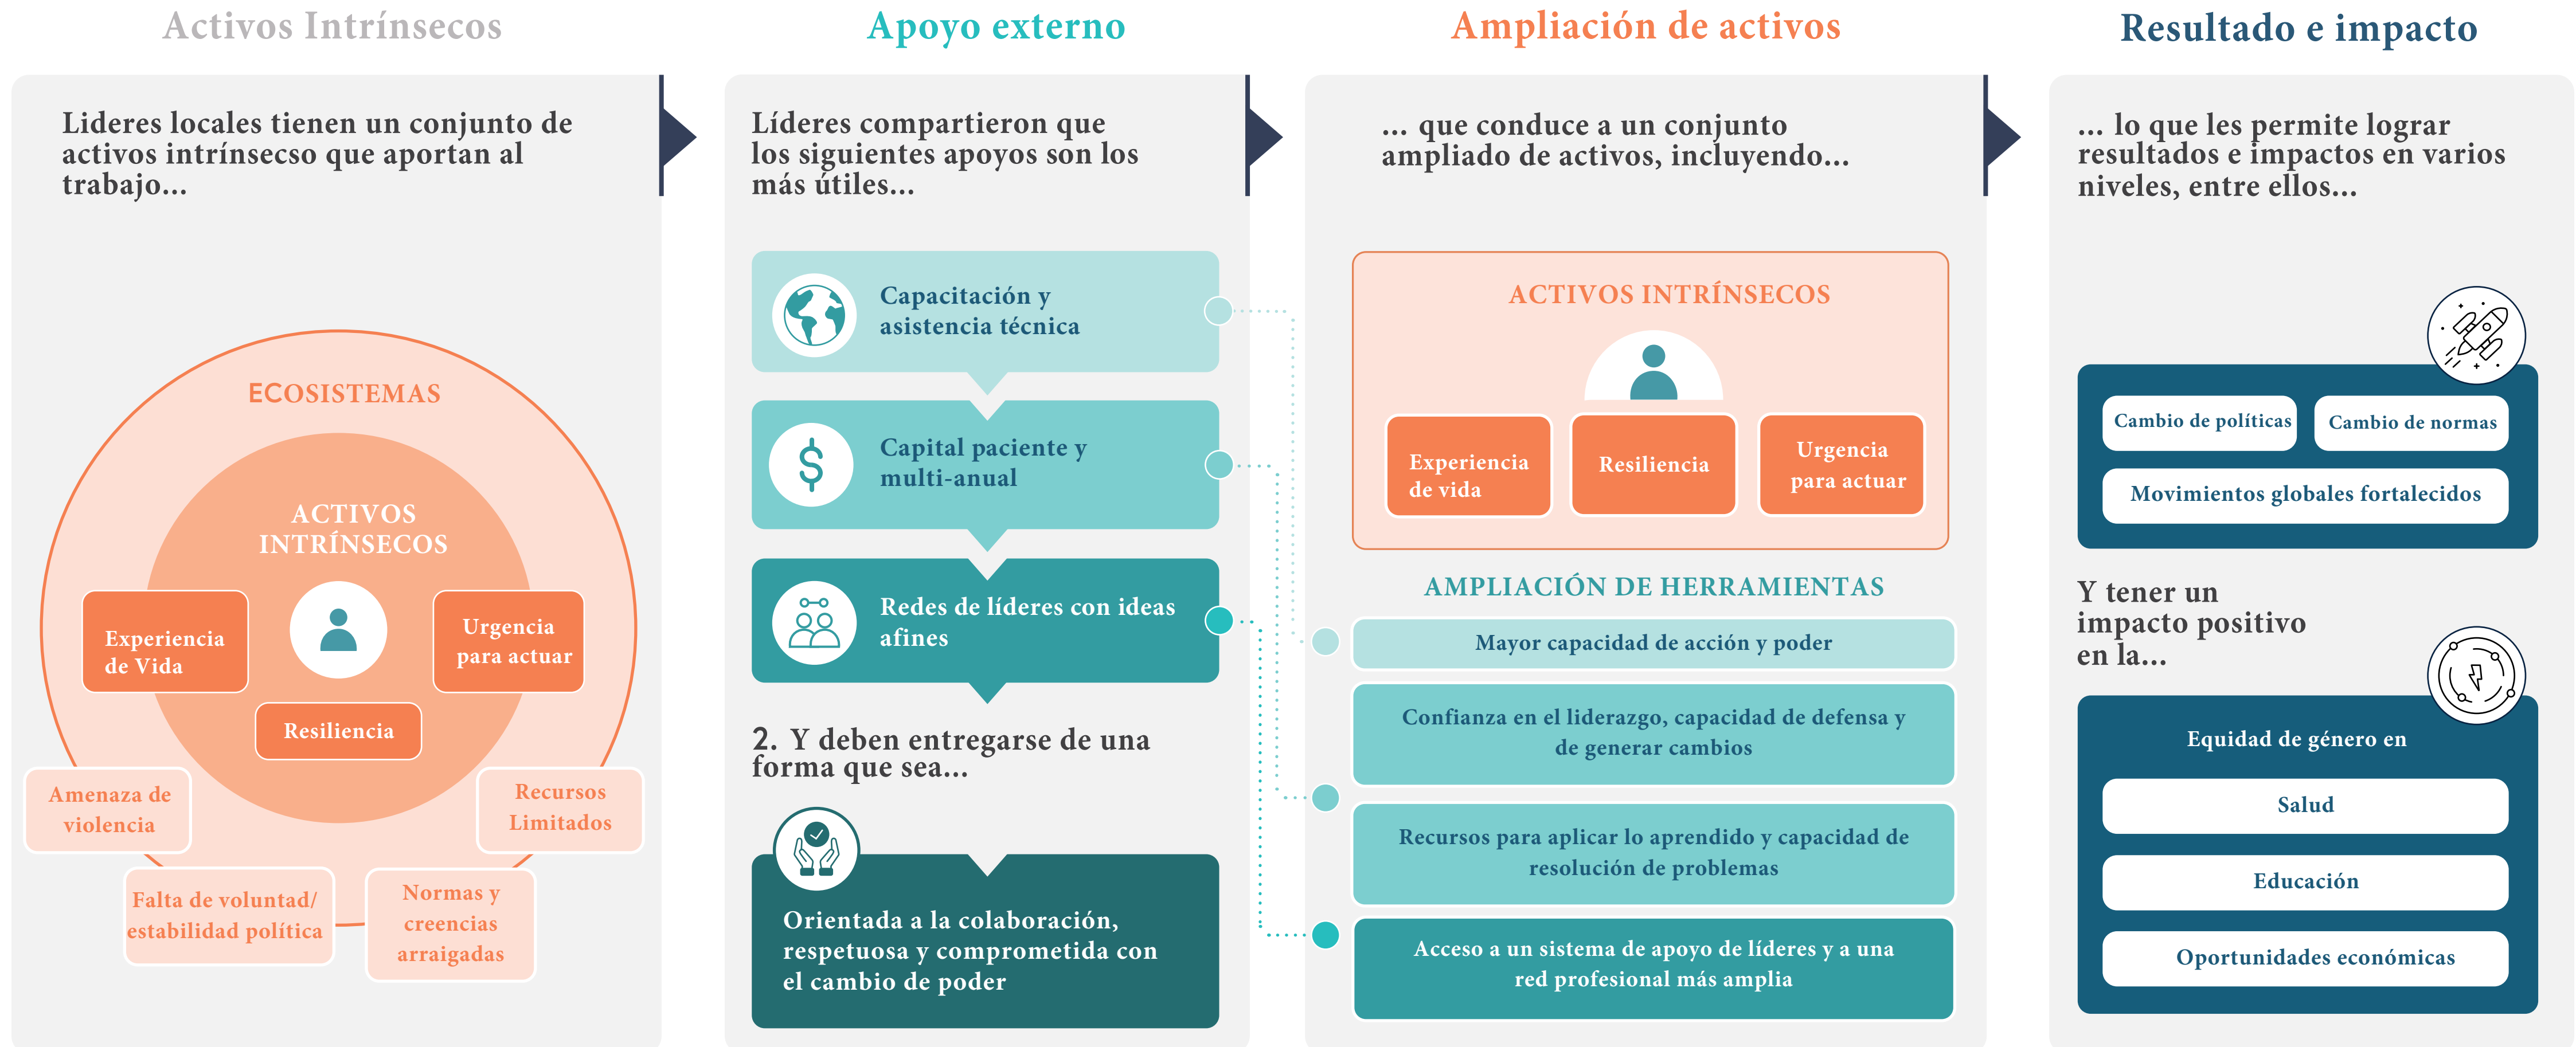 Activos Intrínsecos
Lideres locales tienen un conjunto de
activos intrínsecso que aportan al
trabajo...
ECOSISTEMAS
ACTIVOS
INTRÍNSECOS
Experiencia
de Vida
Urgencia
para actuar
Resiliencia
Amenaza de
violencia
Recursos
Limitados
Falta de voluntad/
estabilidad política
Normas y
creencias
arraigadas
Apoyo externo
Líderes compartieron que
los siguientes apoyos son los
más útiles...
Capacitación y
asistencia técnica
Capital paciente y
multi-anual
Redes de líderes con ideas
afines
2. Y deben entregarse de una
forma que sea...
Orientada a la colaboración,
respetuosa y comprometida con
el cambio de poder
Ampliación de activos
... que conduce a un conjunto
ampliado de activos, incluyendo...
ACTIVOS INTRÍNSECOS
Experiencia
de vida
Resiliencia
Urgencia
para actuar
AMPLIACIÓN DE HERRAMIENTAS
Mayor capacidad de acción y poder
Confianza en el liderazgo, capacidad de defensa y
de generar cambios
Recursos para aplicar lo aprendido y capacidad de
resolución de problemas
Acceso a un sistema de apoyo de líderes y a una
red profesional más amplia
Resultado e impacto
... lo que les permite lograr
resultados e impactos en varios
niveles, entre ellos...
Cambio de políticas
Cambio de normas
Movimientos globales fortalecidos
Y tener un
impacto positivo
en la...
Equidad de género en
Salud
Educación
Oportunidades económicas